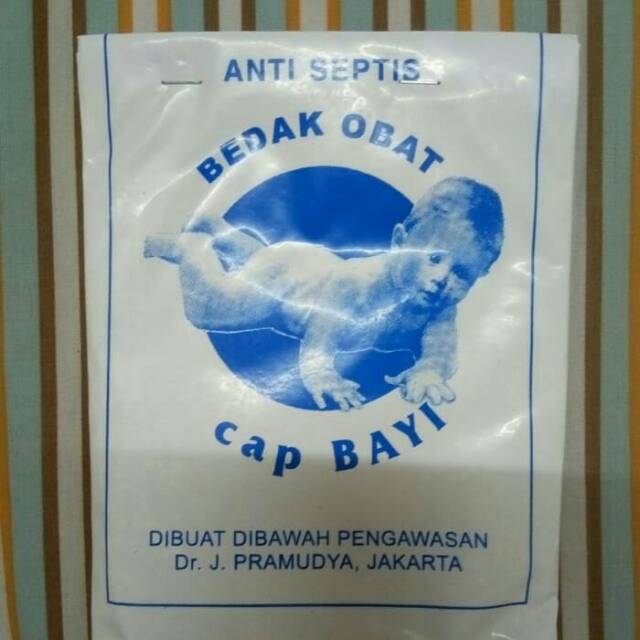 ANTI SEPTIS
BEDAK OBAT
cap BAYI
DIBUAT DIBAWAH PENGAWASAN
Dr. J. PRAMUDYA, JAKARTA